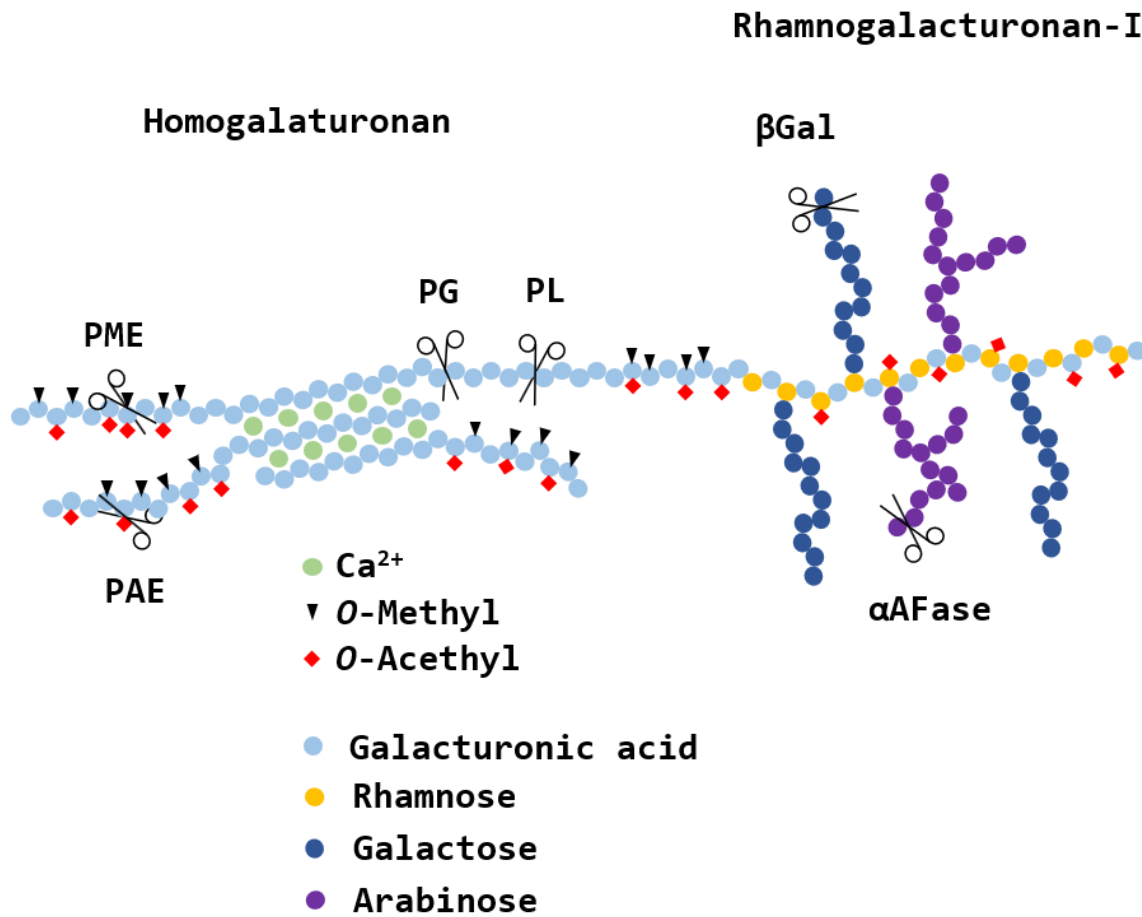 Rhamnogalacturonan-I
Homogalaturonan
βGal
PG
PL
PME
PAE
αAFase
Ca²⁺
O-Methyl
O-Acethyl
Galacturonic acid
Rhamnose
Galactose
Arabinose